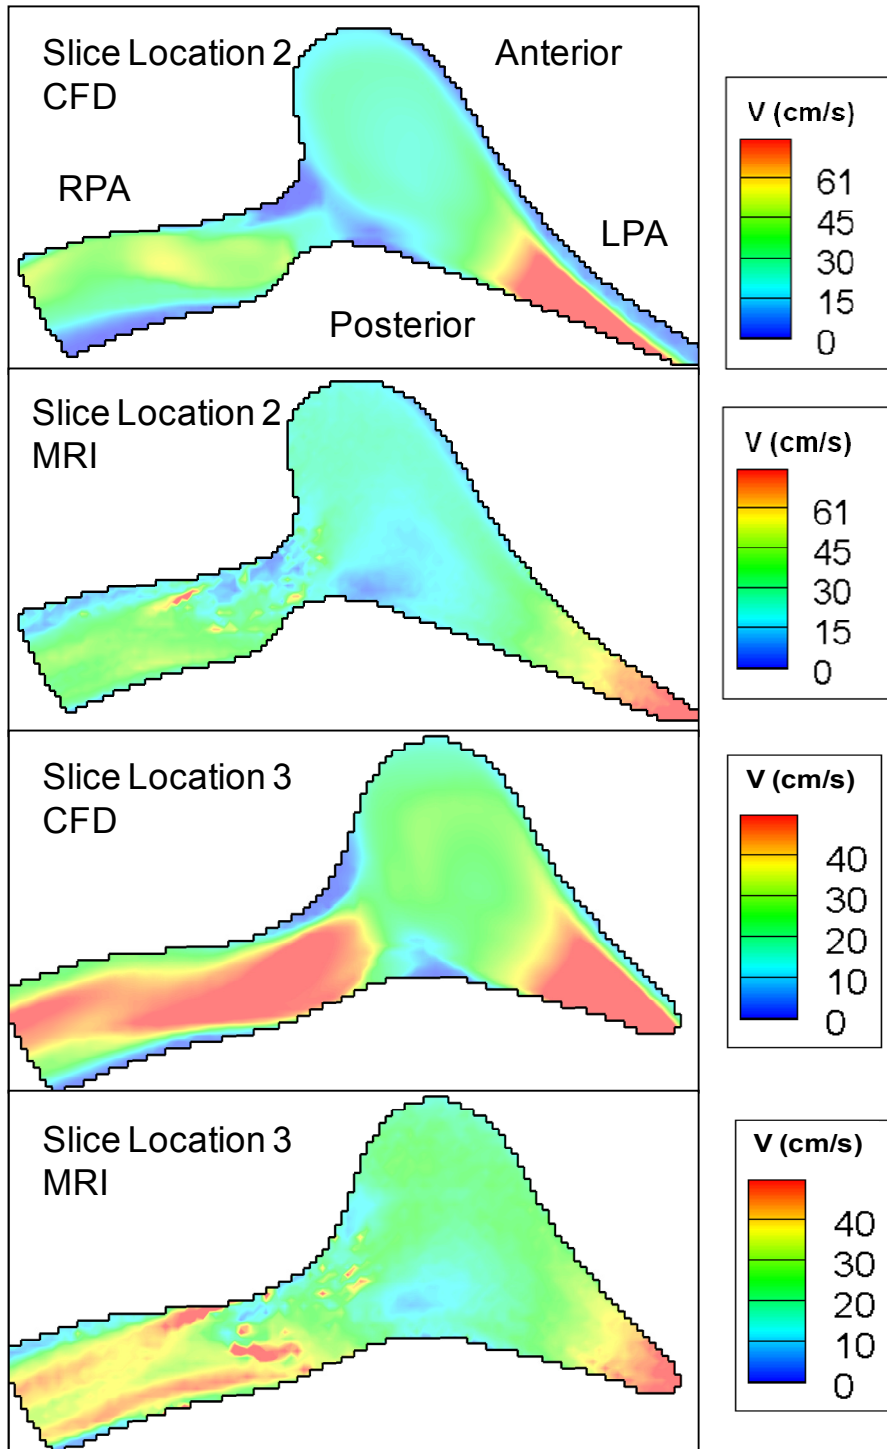 Slice Location 2
CFD
Anterior
RPA
LPA
Posterior
V (cm/s)
61
45
30
15
0
Slice Location 2
MRI
V (cm/s)
61
45
30
15
0
Slice Location 3
CFD
V (cm/s)
40
30
20
10
0
Slice Location 3
MRI
V (cm/s)
40
30
20
10
0